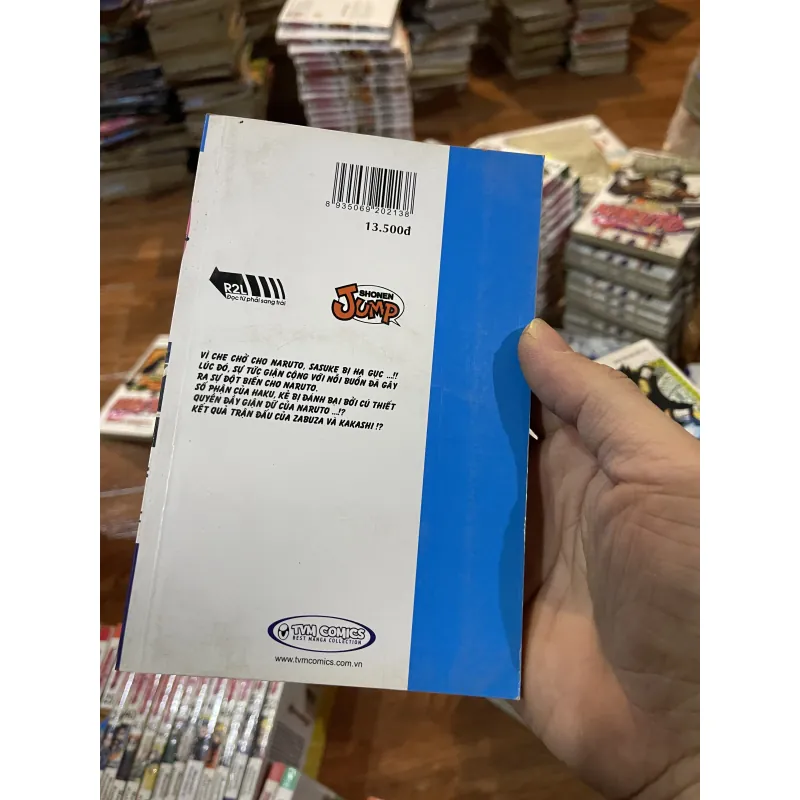 8 935069 202138
13.500đ
R2L
Đọc từ phải sang trái
SHONEN
JUMP
VÌ CHE CHỞ CHO NARUTO, SASUKE BỊ HẠ GỤC ...!!
LÚC ĐÓ, SỰ TỨC GIẬN CỘNG VỚI NỖI BUỒN ĐÃ GÂY
RA SỰ ĐỘT BIẾN CHO NARUTO.
SỐ PHẬN CỦA HAKU, KẺ BỊ ĐÁNH BẠI BỞI CÚ THIẾT
QUYỀN ĐẦY GIẬN DỮ CỦA NARUTO ...!?
KẾT QUẢ TRẬN ĐẤU CỦA ZABUZA VÀ KAKASHI !?
TVM COMICS
BEST MANGA COLLECTION
www.tvmcomics.com.vn